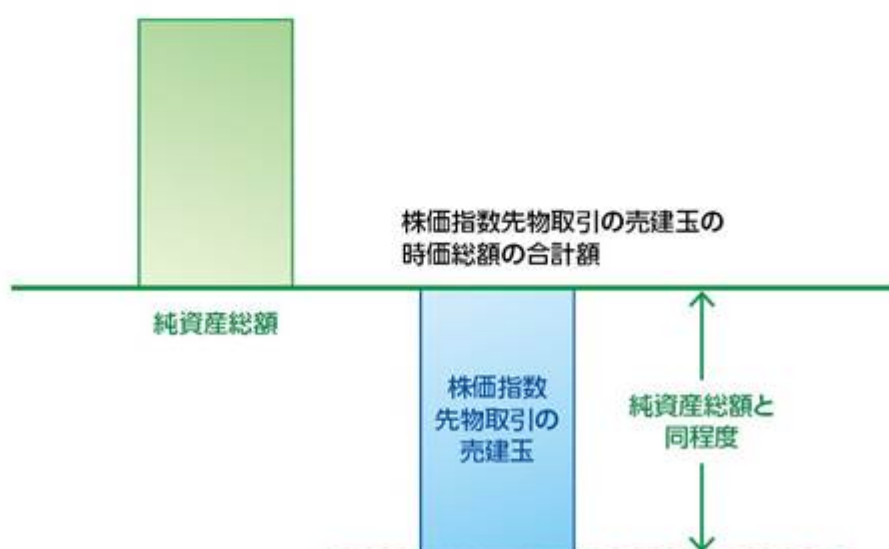 株価指数先物取引の売建玉の
時価総額の合計額
純資産総額
株価指数
先物取引の
売建玉
純資産総額と
同程度